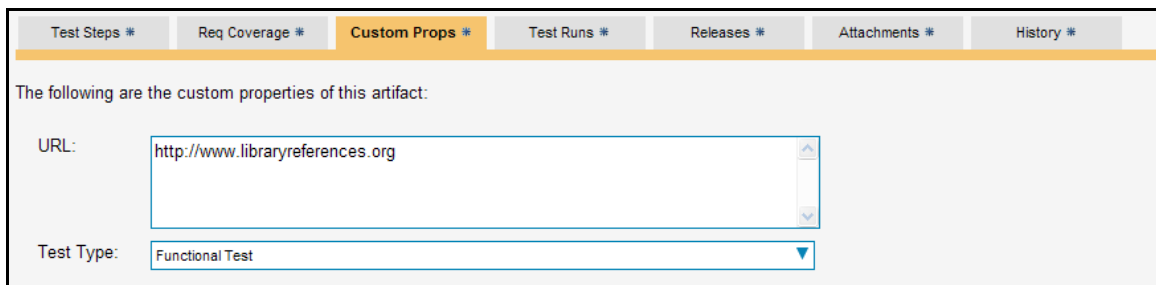 Test Steps * Req Coverage * Custom Props * Test Runs * Releases * Attachments * History *
The following are the custom properties of this artifact:
URL: http://www.libraryreferences.org
Test Type: Functional Test